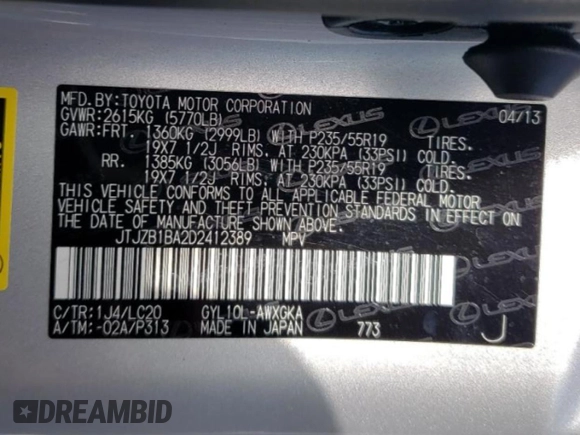 MFD.BY:TOYOTA MOTOR CORPORATION 04/13
GVWR:2615KG (5770LB)
GAWR:FRT. 1360KG (2999LB) WITH P235/55R19 TIRES.
19X7 1/2J RIMS. AT 230KPA (33PSI) COLD.
RR. 1385KG (3056LB) WITH P235/55R19 TIRES.
19X7 1/2J RIMS. AT 230KPA (33PSI) COLD.
THIS VEHICLE CONFORMS TO ALL APPLICABLE FEDERAL MOTOR
VEHICLE SAFETY AND THEFT PREVENTION STANDARDS IN EFFECT ON
THE DATE OF MANUFACTURE SHOWN ABOVE.
JTJZB1BA2D2412389 MPV
C/TR:1J4/LC20 GYL10L-AWXGKA
A/TM:-02A/P313 MADE IN JAPAN 773 J
LEXUS
DREAMBID